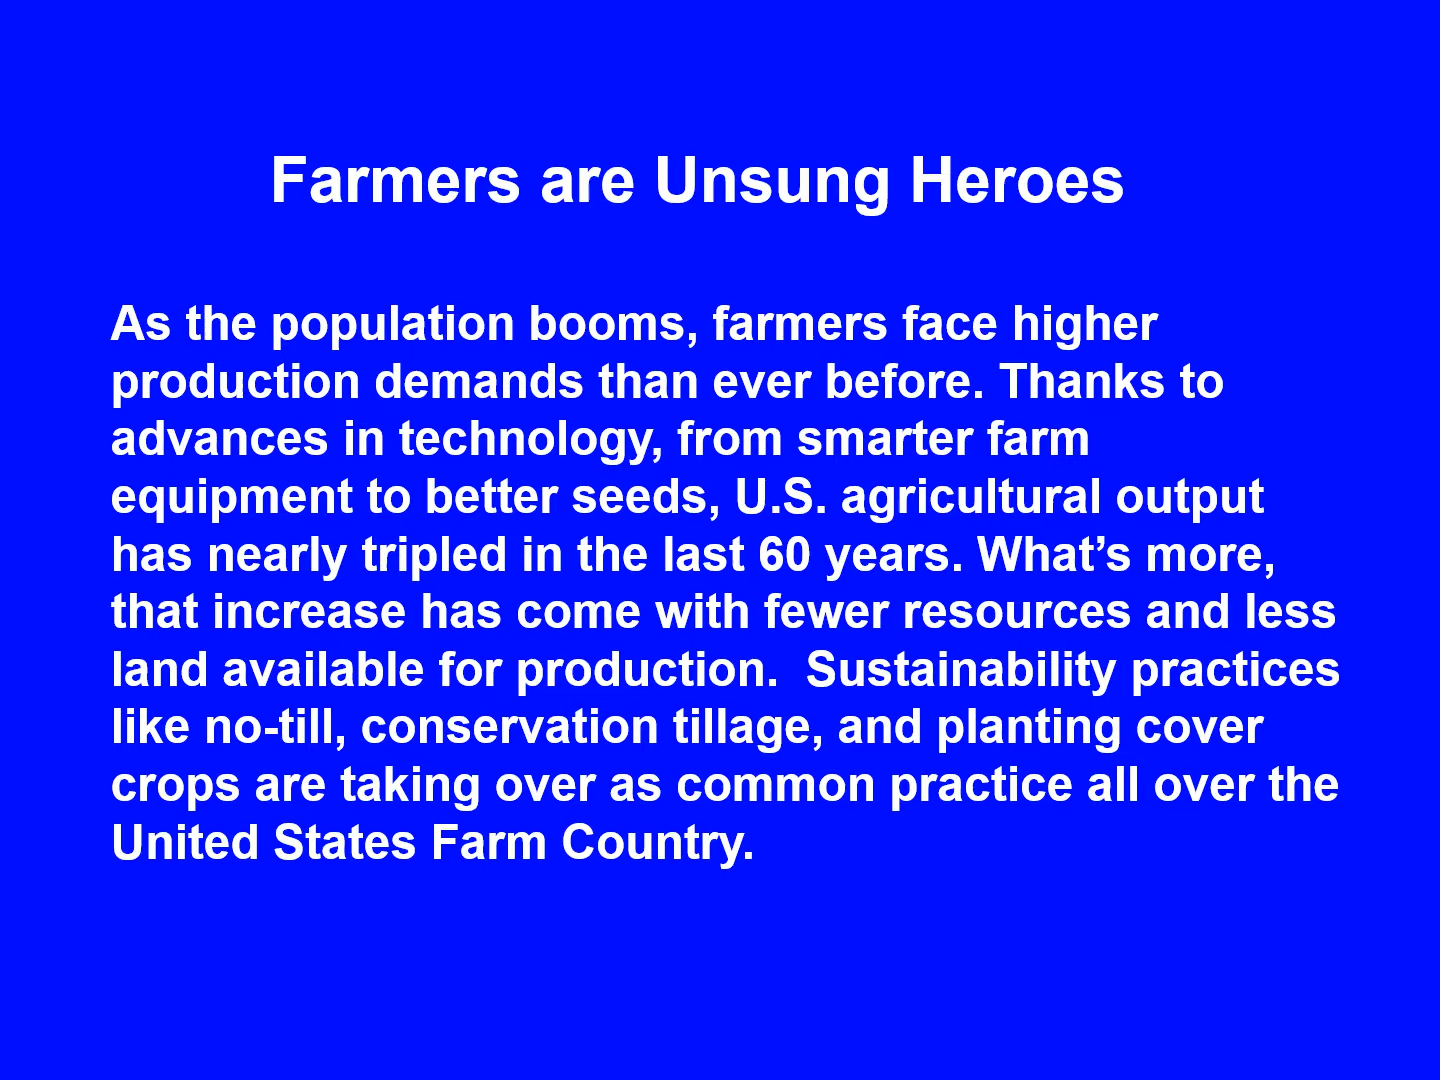 Farmers are Unsung Heroes
As the population booms, farmers face higher
production demands than ever before. Thanks to
advances in technology, from smarter farm
equipment to better seeds, U.S. agricultural output
has nearly tripled in the last 60 years. What’s more,
that increase has come with fewer resources and less
land available for production.  Sustainability practices
like no-till, conservation tillage, and planting cover
crops are taking over as common practice all over the
United States Farm Country.